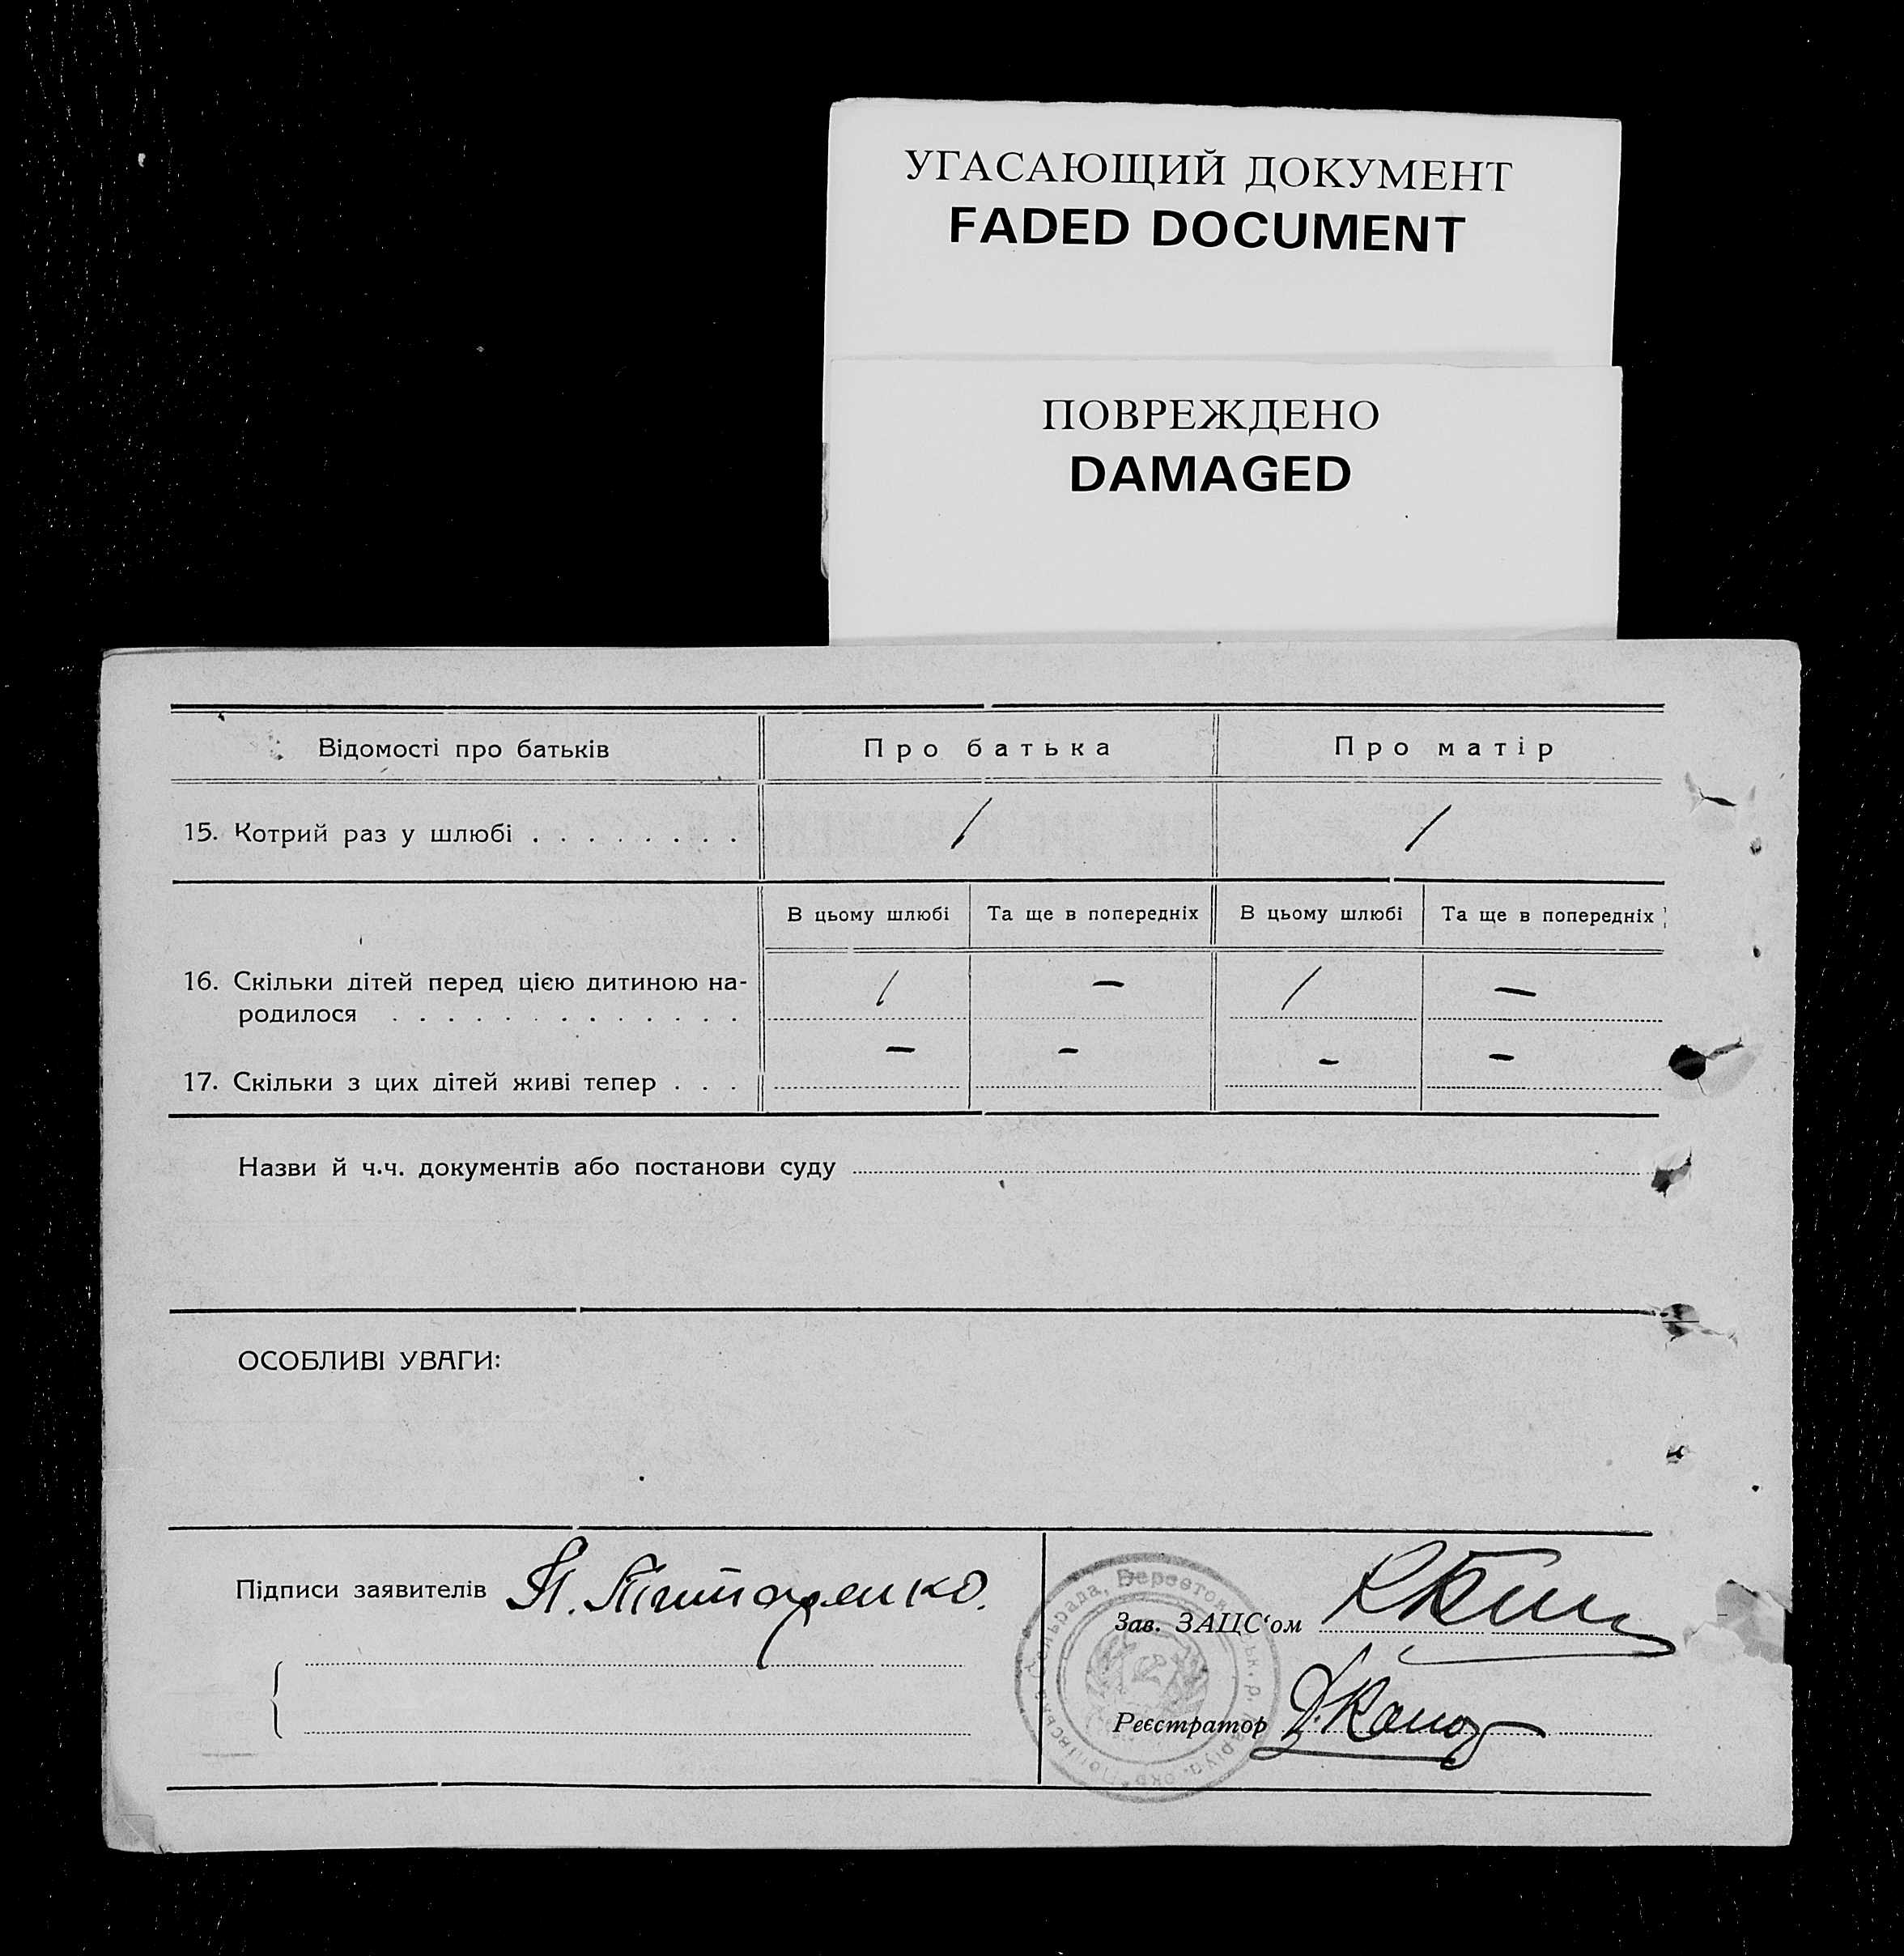 УГАСАЮЩИЙ ДОКУМЕНТ
FADED DOCUMENT
ПОВРЕЖДЕНО
DAMAGED
Відомості про батьків Про батька Про матір
15. Котрий раз у шлюбі . . . . . . . . 1 1
В цьому шлюбі Та ще в попередніх В цьому шлюбі Та ще в попередніх
16. Скільки дітей перед цією дитиною на-
родилося . . . . . . . . . . . . . 1 — 1 —
17. Скільки з цих дітей живі тепер . . . — — — —
Назви й ч.ч. документів або постанови суду
ОСОБЛИВІ УВАГИ:
Підписи заявителів
Зав. ЗАЦС‘ом
Реєстратор